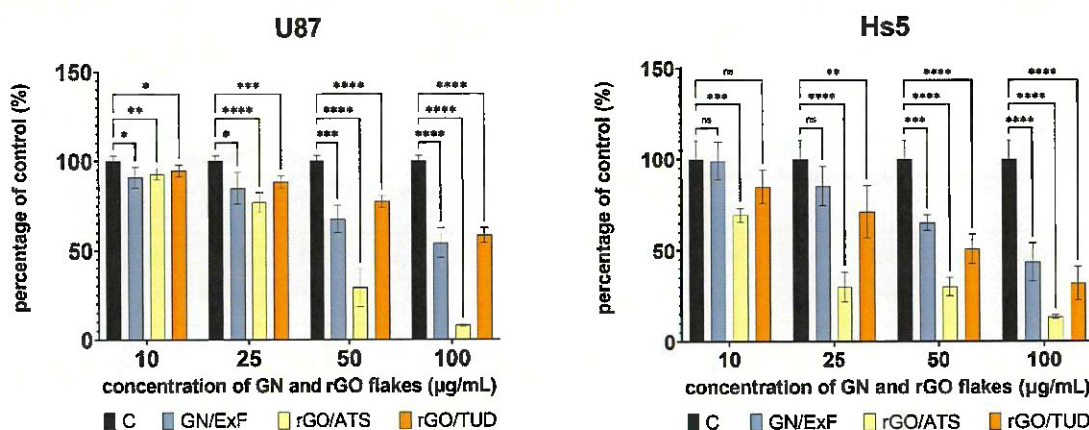 U87
percentage of control (%)
150
100
50
0
*
**
*
***
****
*
****
****
***
****
****
****
10 25 50 100
concentration of GN and rGO flakes (µg/mL)
C GN/ExF rGO/ATS rGO/TUD
Hs5
percentage of control (%)
150
100
50
0
ns
***
ns
**
****
ns
****
****
***
****
****
****
10 25 50 100
concentration of GN and rGO flakes (µg/mL)
C GN/ExF rGO/ATS rGO/TUD